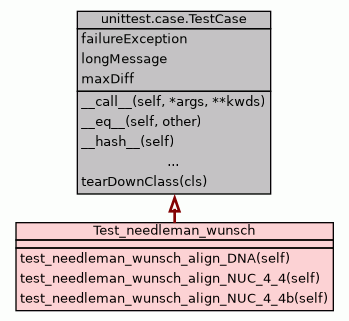 unittest.case.TestCase
failureException
longMessage
maxDiff
__call__(self, *args, **kwds)
__eq__(self, other)
__hash__(self)
...
tearDownClass(cls)
Test_needleman_wunsch
test_needleman_wunsch_align_DNA(self)
test_needleman_wunsch_align_NUC_4_4(self)
test_needleman_wunsch_align_NUC_4_4b(self)